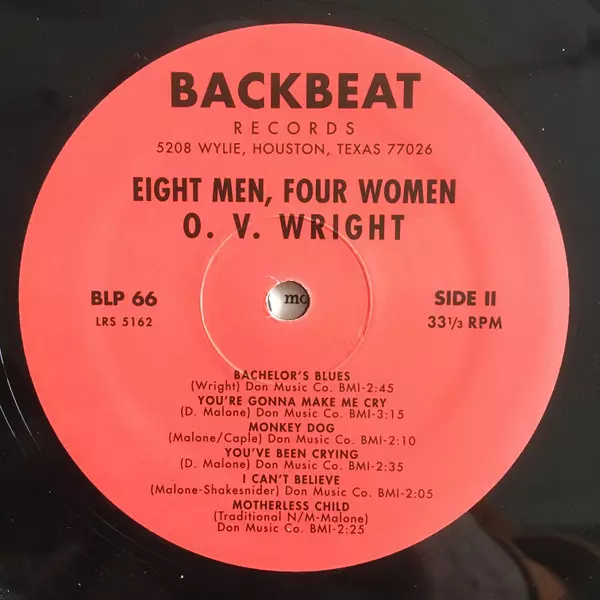 BACKBEAT
RECORDS
5208 WYLIE, HOUSTON, TEXAS 77026
EIGHT MEN, FOUR WOMEN
O. V. WRIGHT
BLP 66
LRS 5162
SIDE II
33 1/3 RPM
mo
BACHELOR'S BLUES
(Wright) Don Music Co. BMI-2:45
YOU'RE GONNA MAKE ME CRY
(D. Malone) Don Music Co. BMI-3:15
MONKEY DOG
(Malone/Caple) Don Music Co. BMI-2:10
YOU'VE BEEN CRYING
(D. Malone) Don Music Co. BMI-2:35
I CAN'T BELIEVE
(Malone-Shakesnider) Don Music Co. BMI-2:05
MOTHERLESS CHILD
(Traditional N/M-Malone)
Don Music Co. BMI-2:25